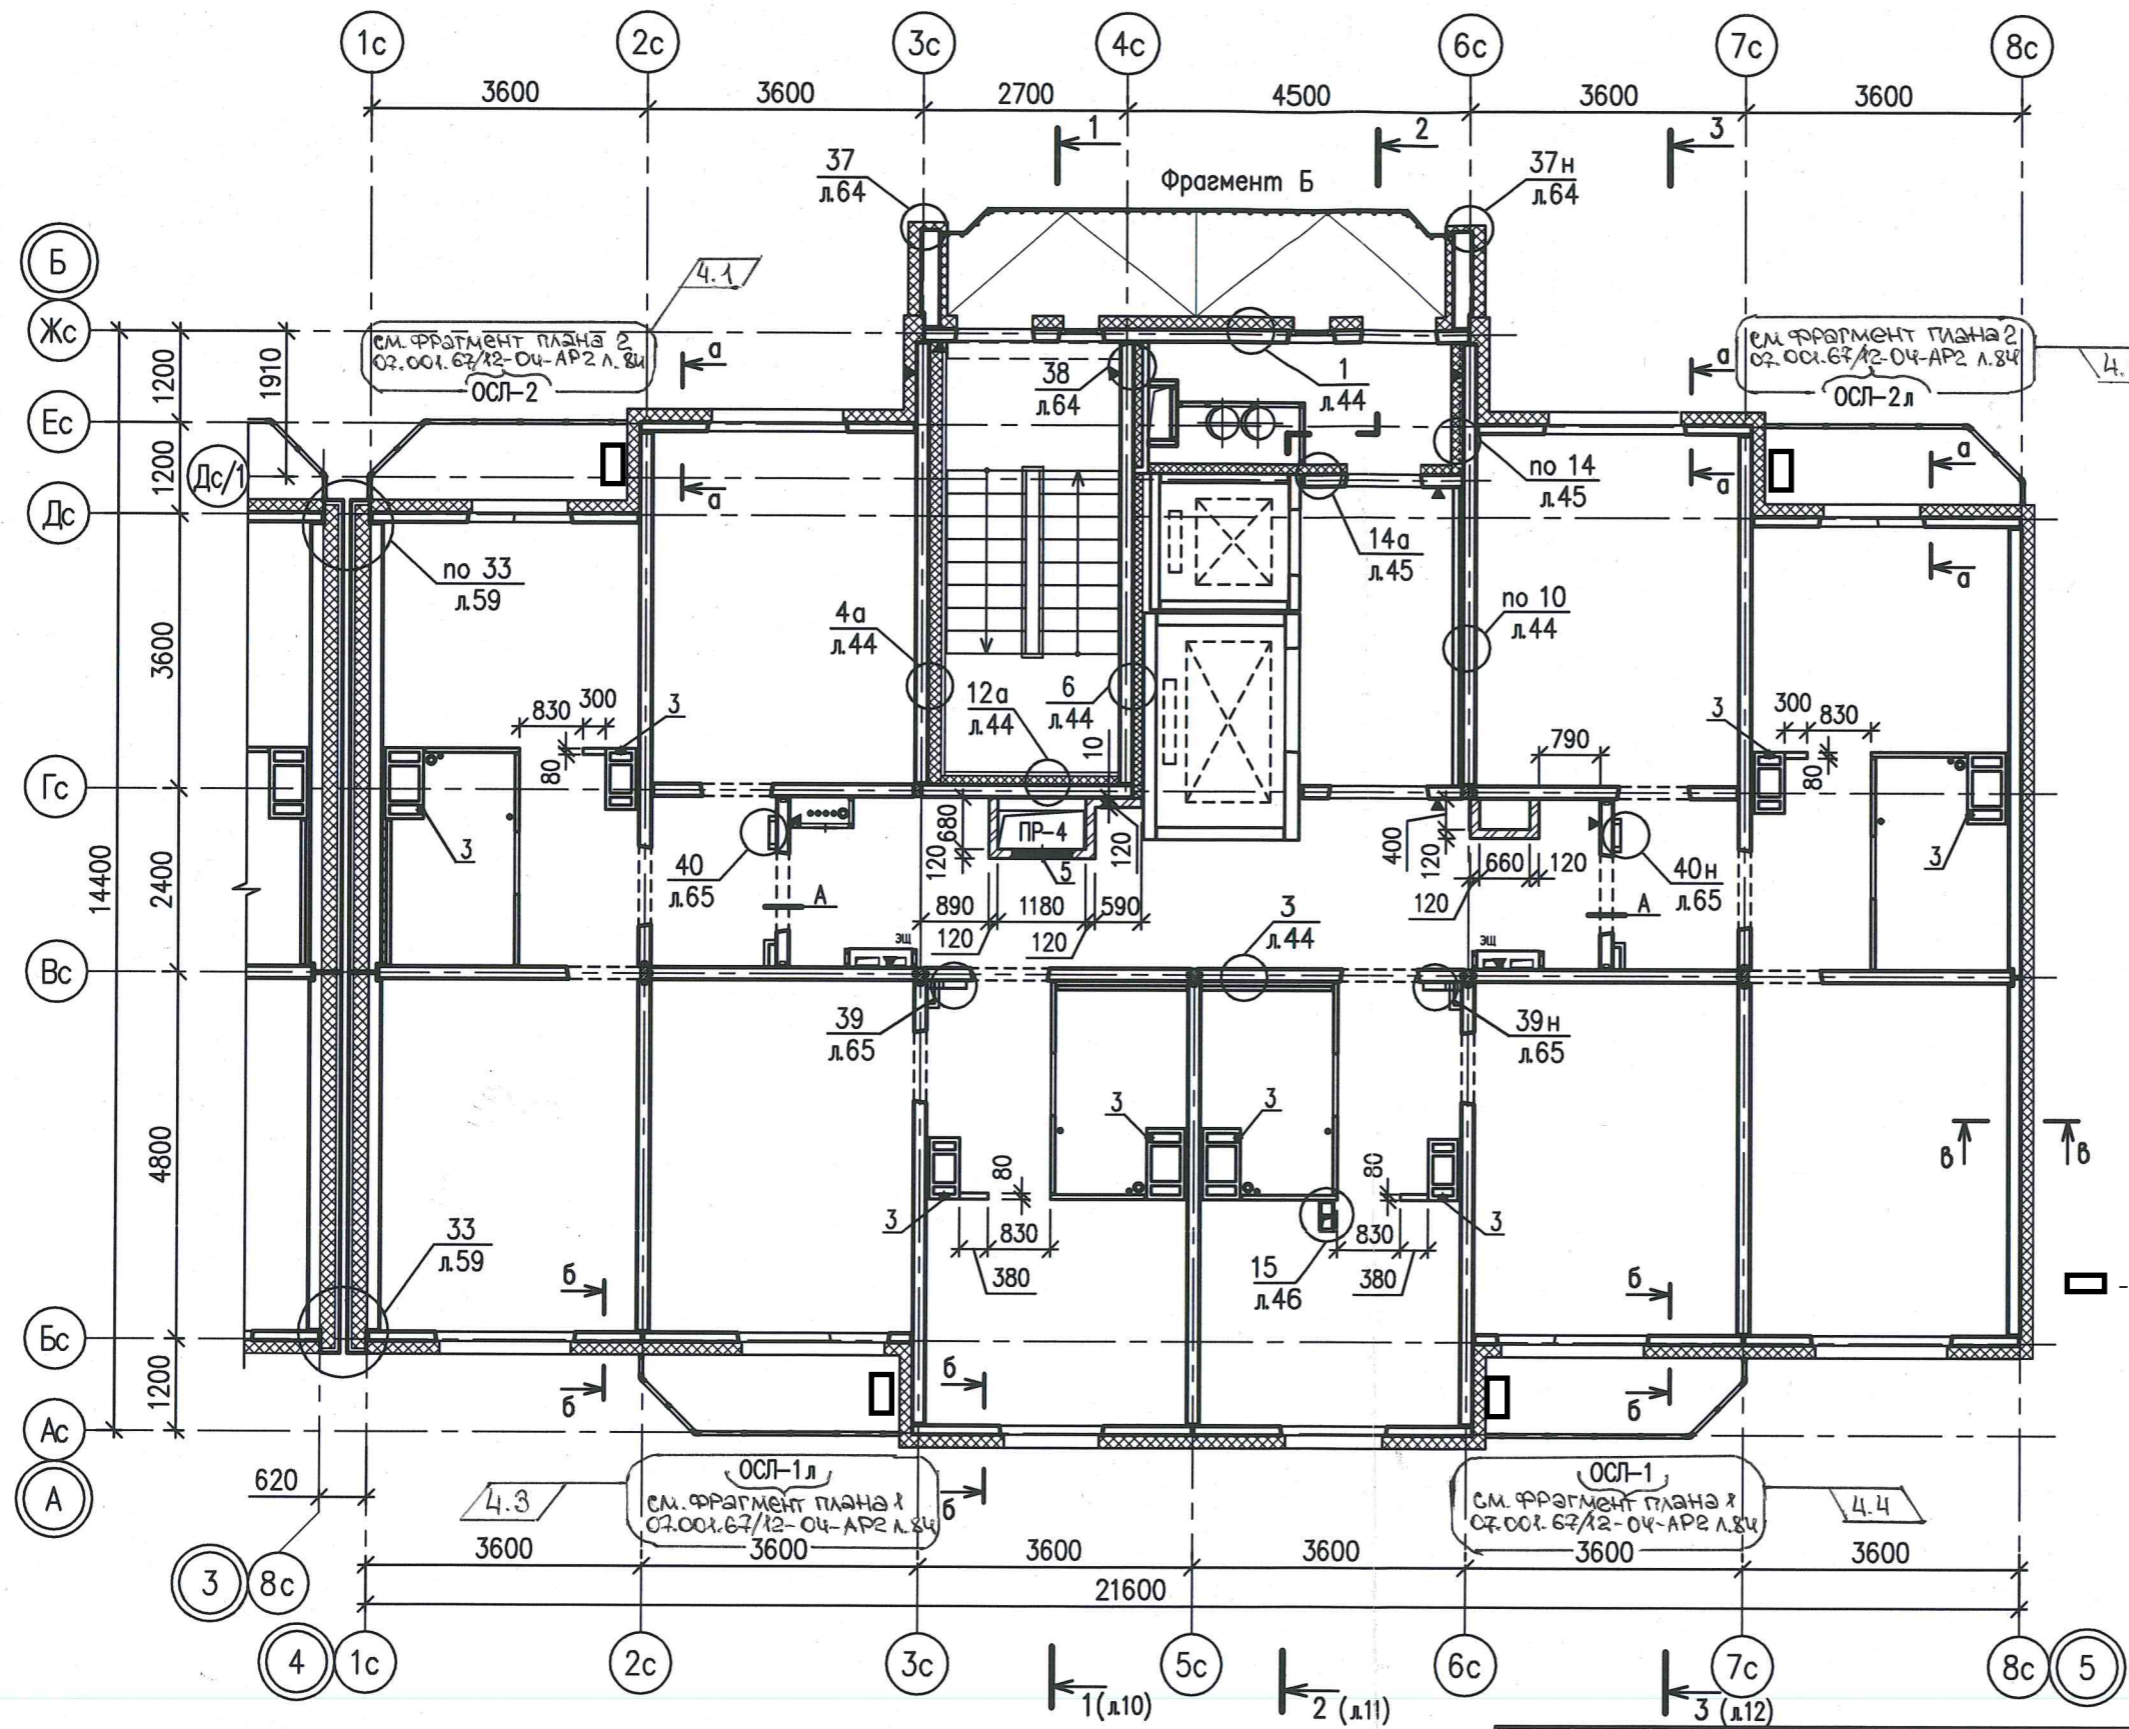 1с 2с 3с 4с 6с 7с 8с
3600 3600 2700 4500 3600 3600
1 2 3
37
л.64
Фрагмент Б
37н
л.64
Б
4.1
Жс
см. фрагмент плана 2
07.001.67/12-04-АР2 л.84
ОСЛ-2
а
см. фрагмент плана 2
07.001.67/12-04-АР2 л.84
ОСЛ-2л
а
4.
1200
1910
38
л.64
1
л.44
Ес
1200
Дс/1
а
по 14
л.45
а
а
Дс
14а
л.45
а
по 33
л.59
4а
л.44
по 10
л.44
3600
12а
л.44
6
л.44
830 300 3
80
10
790
3 300 830
80
Гс
680
120
ПР-4
5
120
400
120
660 120
120
3
40
л.65
А
40н
л.65
А
3
14400
2400
890 1180 590
120 120
3
л.44
эщ
эщ
Вс
39
л.65
39н
л.65
4800
3 3
80
80
3
830
380
830
380
3
в в
33
л.59
15
л.46
б
б
Бс
1200
б
б
б
Ас
А
620
4.3
ОСЛ-1л
см. фрагмент плана 1
07.001.67/12-04-АР2 л.84
б
ОСЛ-1
см. фрагмент плана 1
07.001.67/12-04-АР2 л.84
4.4
3600 3600 3600 3600 3600 3600
21600
3 8с
4 1с 2с 3с 5с 6с 7с 8с 5
1(л.10) 2 (л.11) 3 (л.12)